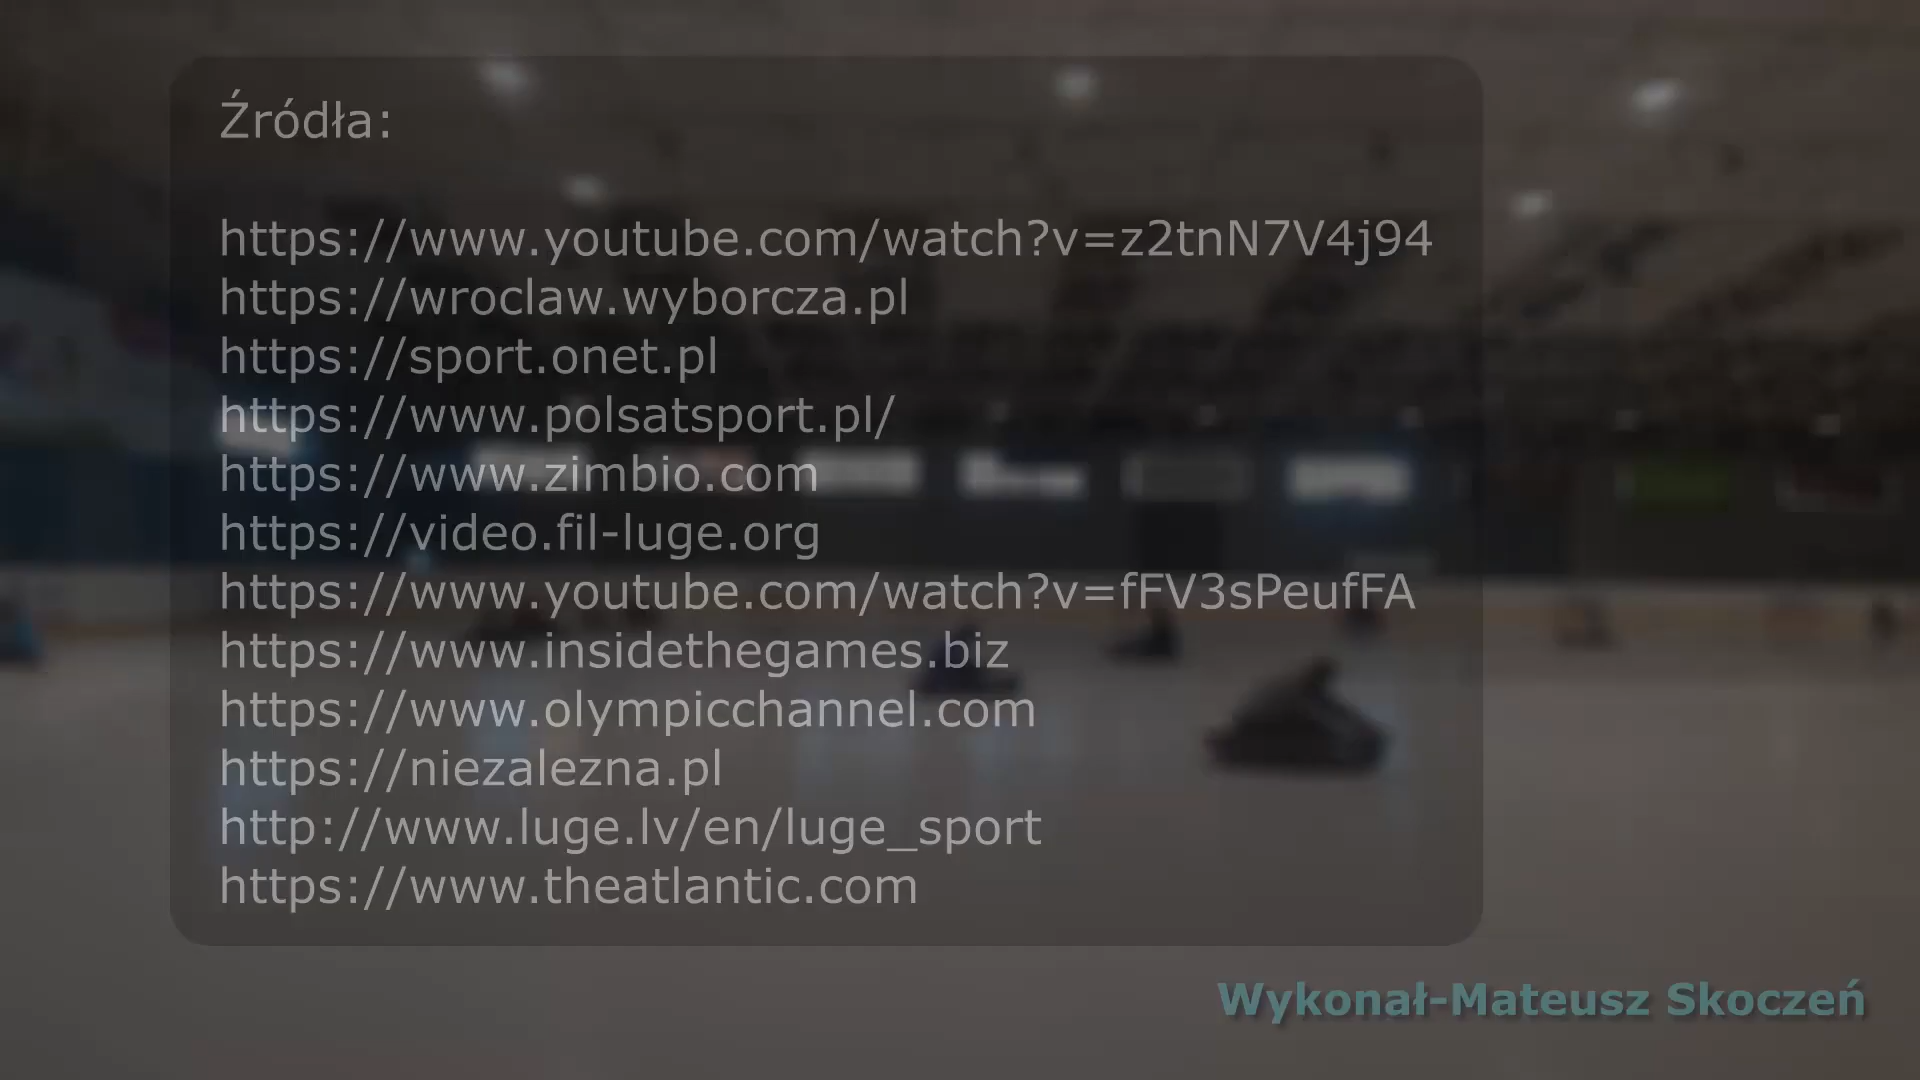 Źródła:
https://www.youtube.com/watch?v=z2tnN7V4j94
https://wroclaw.wyborcza.pl
https://sport.onet.pl
https://www.polsatsport.pl/
https://www.zimbio.com
https://video.fil-luge.org
https://www.youtube.com/watch?v=fFV3sPeufFA
https://www.insidethegames.biz
https://www.olympicchannel.com
https://niezalezna.pl
http://www.luge.lv/en/luge_sport
https://www.theatlantic.com
Wykonał-Mateusz Skoczeń